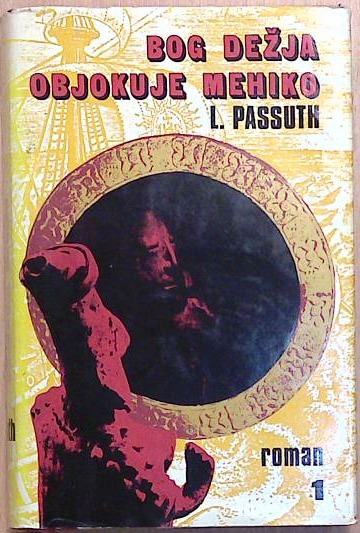 BOG DEŽJA
OBJOKUJE MEHIKO
L. PASSUTH
roman
1